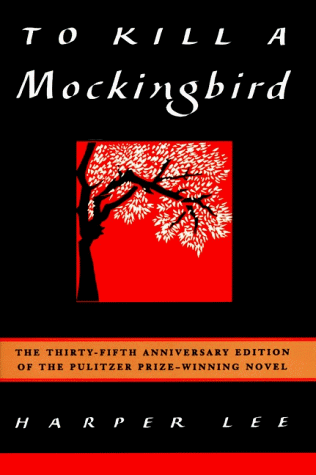 TO KILL A
Mockingbird
THE THIRTY-FIFTH ANNIVERSARY EDITION
OF THE PULITZER PRIZE-WINNING NOVEL
HARPER LEE